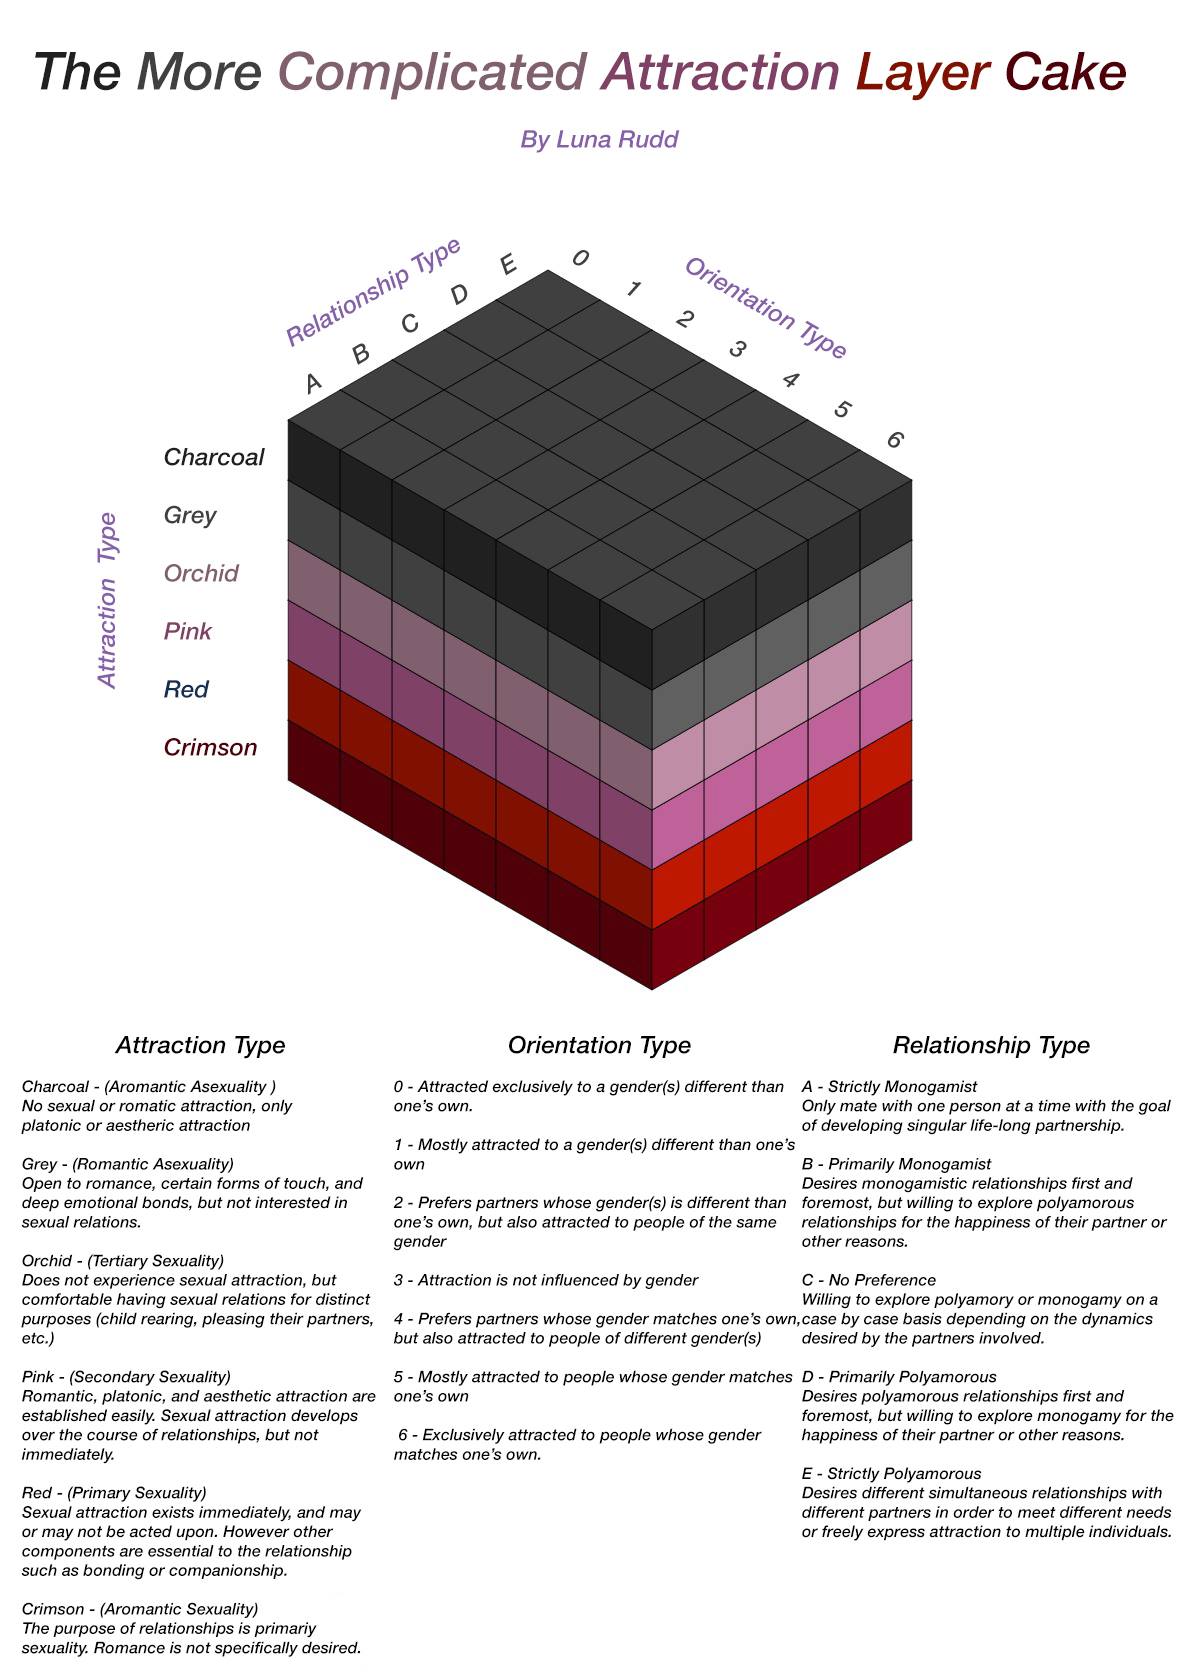 The More Complicated Attraction Layer Cake
By Luna Rudd
Relationship Type
Orientation Type
A B C D E
0 1 2 3 4 5 6
Attraction Type
Charcoal
Grey
Orchid
Pink
Red
Crimson
Attraction Type
Charcoal - (Aromantic Asexuality )
No sexual or romatic attraction, only
platonic or aestheric attraction
Grey - (Romantic Asexuality)
Open to romance, certain forms of touch, and
deep emotional bonds, but not interested in
sexual relations.
Orchid - (Tertiary Sexuality)
Does not experience sexual attraction, but
comfortable having sexual relations for distinct
purposes (child rearing, pleasing their partners,
etc.)
Pink - (Secondary Sexuality)
Romantic, platonic, and aesthetic attraction are
established easily. Sexual attraction develops
over the course of relationships, but not
immediately.
Red - (Primary Sexuality)
Sexual attraction exists immediately, and may
or may not be acted upon. However other
components are essential to the relationship
such as bonding or companionship.
Crimson - (Aromantic Sexuality)
The purpose of relationships is primariy
sexuality. Romance is not specifically desired.
Orientation Type
0 - Attracted exclusively to a gender(s) different than
one's own.
1 - Mostly attracted to a gender(s) different than one's
own
2 - Prefers partners whose gender(s) is different than
one's own, but also attracted to people of the same
gender
3 - Attraction is not influenced by gender
4 - Prefers partners whose gender matches one's own,
but also attracted to people of different gender(s)
5 - Mostly attracted to people whose gender matches
one's own
6 - Exclusively attracted to people whose gender
matches one's own.
Relationship Type
A - Strictly Monogamist
Only mate with one person at a time with the goal
of developing singular life-long partnership.
B - Primarily Monogamist
Desires monogamistic relationships first and
foremost, but willing to explore polyamorous
relationships for the happiness of their partner or
other reasons.
C - No Preference
Willing to explore polyamory or monogamy on a
case by case basis depending on the dynamics
desired by the partners involved.
D - Primarily Polyamorous
Desires polyamorous relationships first and
foremost, but willing to explore monogamy for the
happiness of their partner or other reasons.
E - Strictly Polyamorous
Desires different simultaneous relationships with
different partners in order to meet different needs
or freely express attraction to multiple individuals.